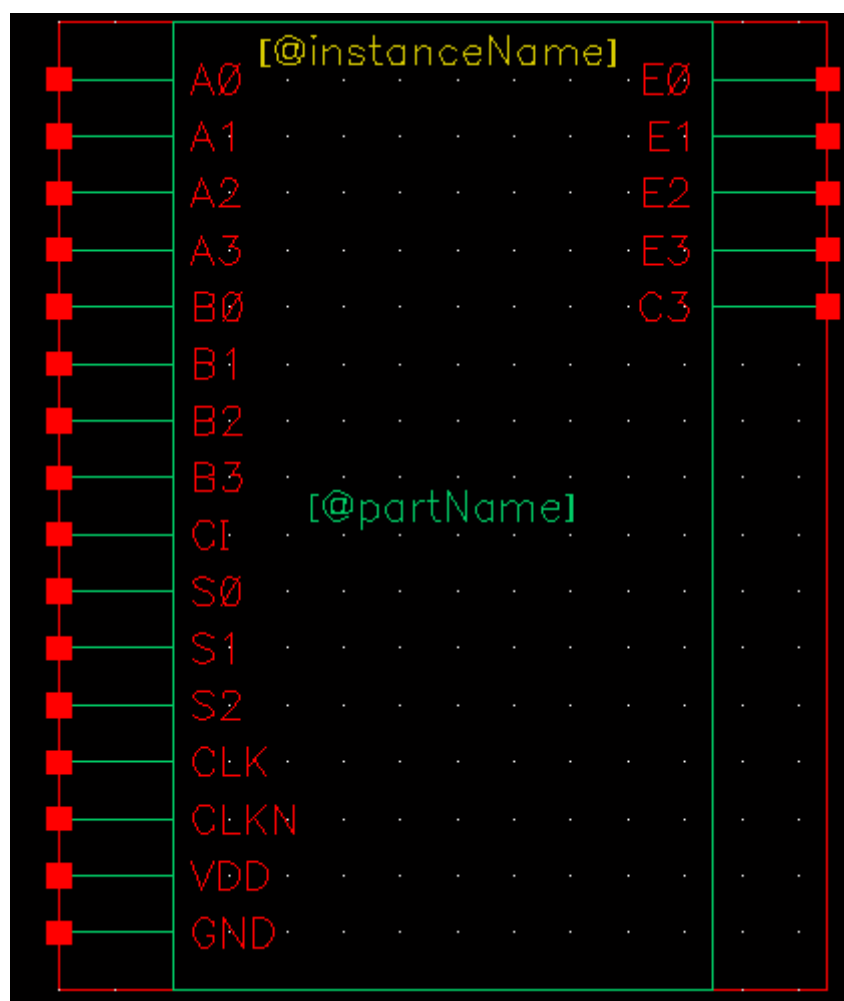 [@instanceName]
A0 E0
A1 E1
A2 E2
A3 E3
B0 C3
B1
B2
B3
[@partName]
CI
S0
S1
S2
CLK
CLKN
VDD
GND